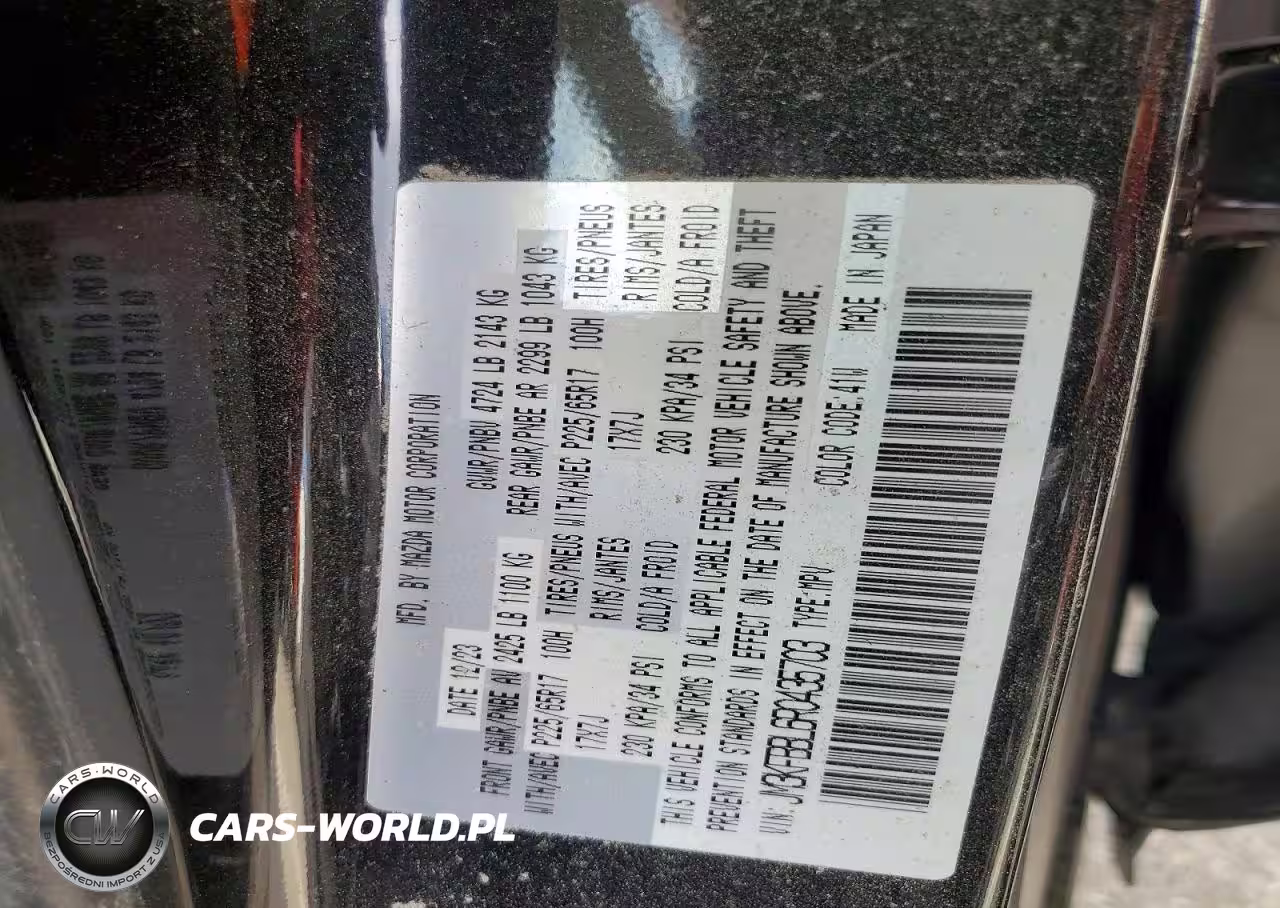 MFD. BY MAZDA MOTOR CORPORATION
DATE 12/23 GVWR/PNBV 4724 LB 2143 KG
FRONT GAWR/PNBE AV 2425 LB 1100 KG REAR GAWR/PNBE AR 2299 LB 1043 KG
WITH/AVEC P225/65R17 100H TIRES/PNEUS WITH/AVEC P225/65R17 100H TIRES/PNEUS
17X7J RIMS/JANTES 17X7J RIMS/JANTES
230 KPA/34 PSI COLD/A FROID 230 KPA/34 PSI COLD/A FROID
THIS VEHICLE CONFORMS TO ALL APPLICABLE FEDERAL MOTOR VEHICLE SAFETY AND THEFT
PREVENTION STANDARDS IN EFFECT ON THE DATE OF MANUFACTURE SHOWN ABOVE.
V.I.N.: JM3KFBBL6R0435703 TYPE:MPV COLOR CODE:41W MADE IN JAPAN
CARS-WORLD
CW
BEZPOŚREDNI IMPORT Z USA
CARS-WORLD.PL